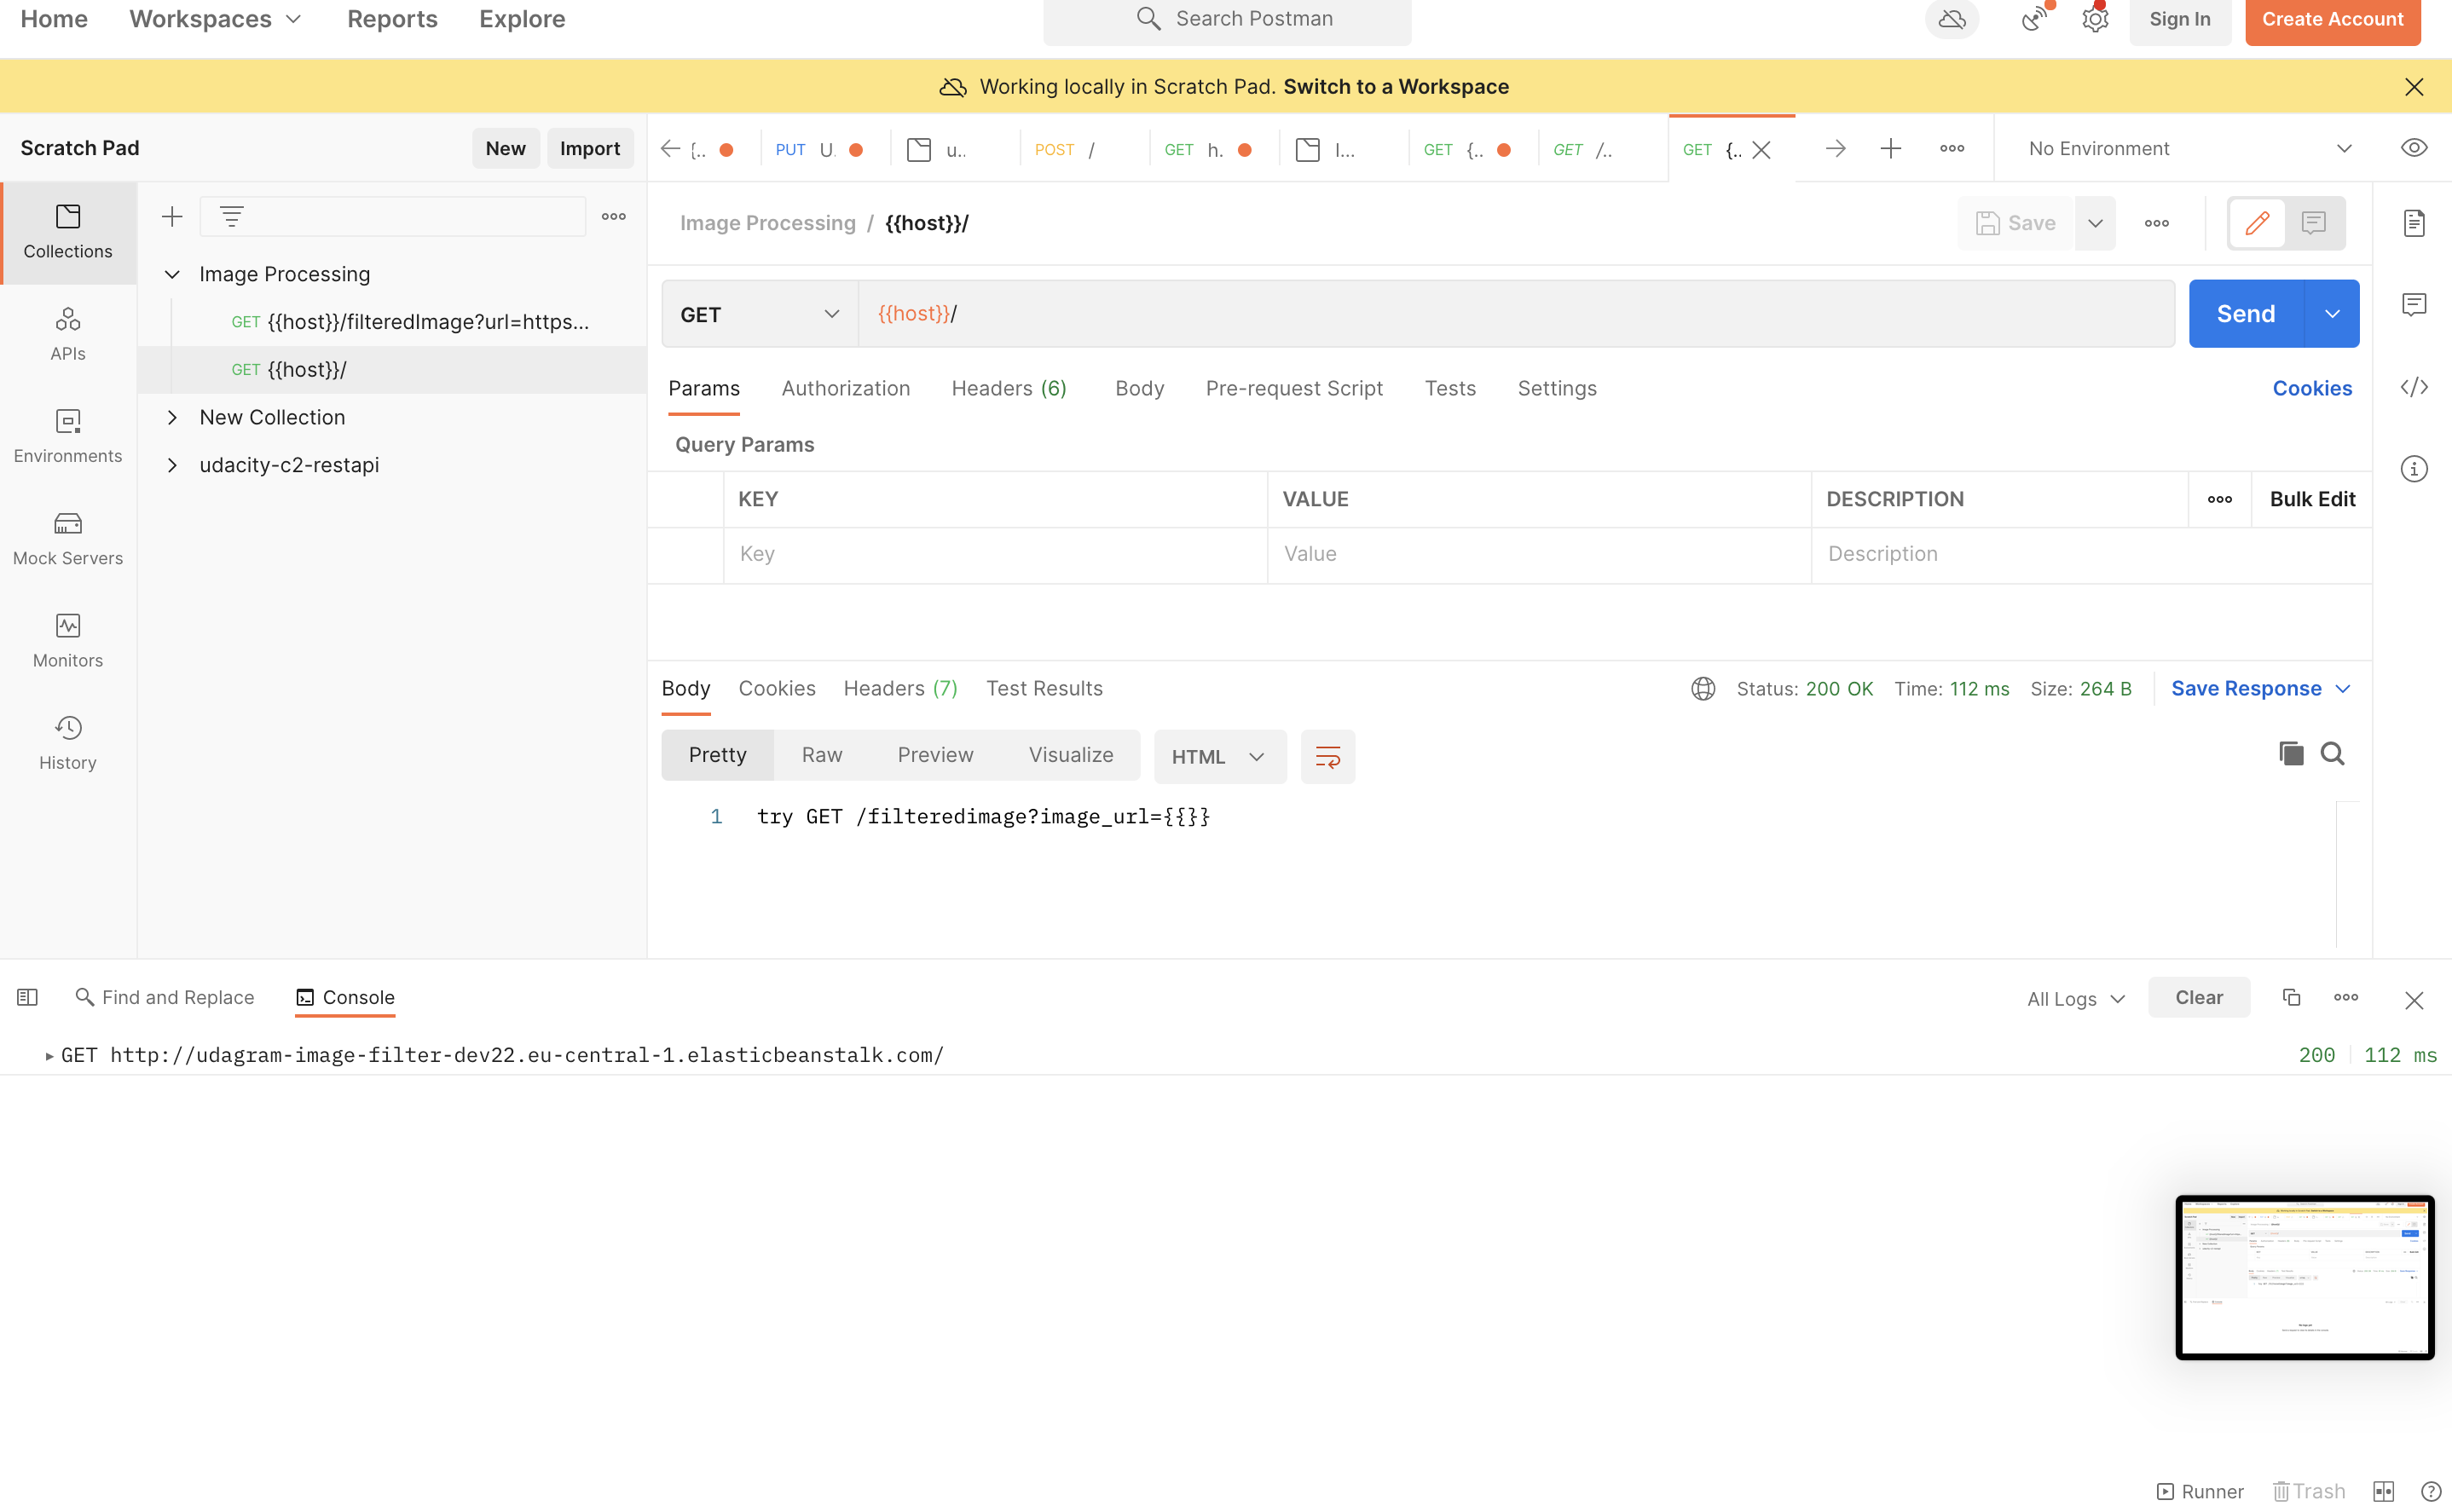 Home Workspaces Reports Explore Search Postman Sign In Create Account
Working locally in Scratch Pad. Switch to a Workspace
Scratch Pad New Import [.. PUT U. u.. POST / GET h. I... GET {.. GET /.. GET {.. No Environment
Collections
APIs
Environments
Mock Servers
Monitors
History
Image Processing
GET {{host}}/filteredImage?url=https...
GET {{host}}/
New Collection
udacity-c2-restapi
Image Processing / {{host}}/ Save
GET {{host}}/ Send
Params Authorization Headers (6) Body Pre-request Script Tests Settings Cookies
Query Params
KEY VALUE DESCRIPTION Bulk Edit
Key Value Description
Body Cookies Headers (7) Test Results Status: 200 OK Time: 112 ms Size: 264 B Save Response
Pretty Raw Preview Visualize HTML
1 try GET /filteredimage?image_url={{}}
Find and Replace Console All Logs Clear
GET http://udagram-image-filter-dev22.eu-central-1.elasticbeanstalk.com/ 200 112 ms
Runner Trash